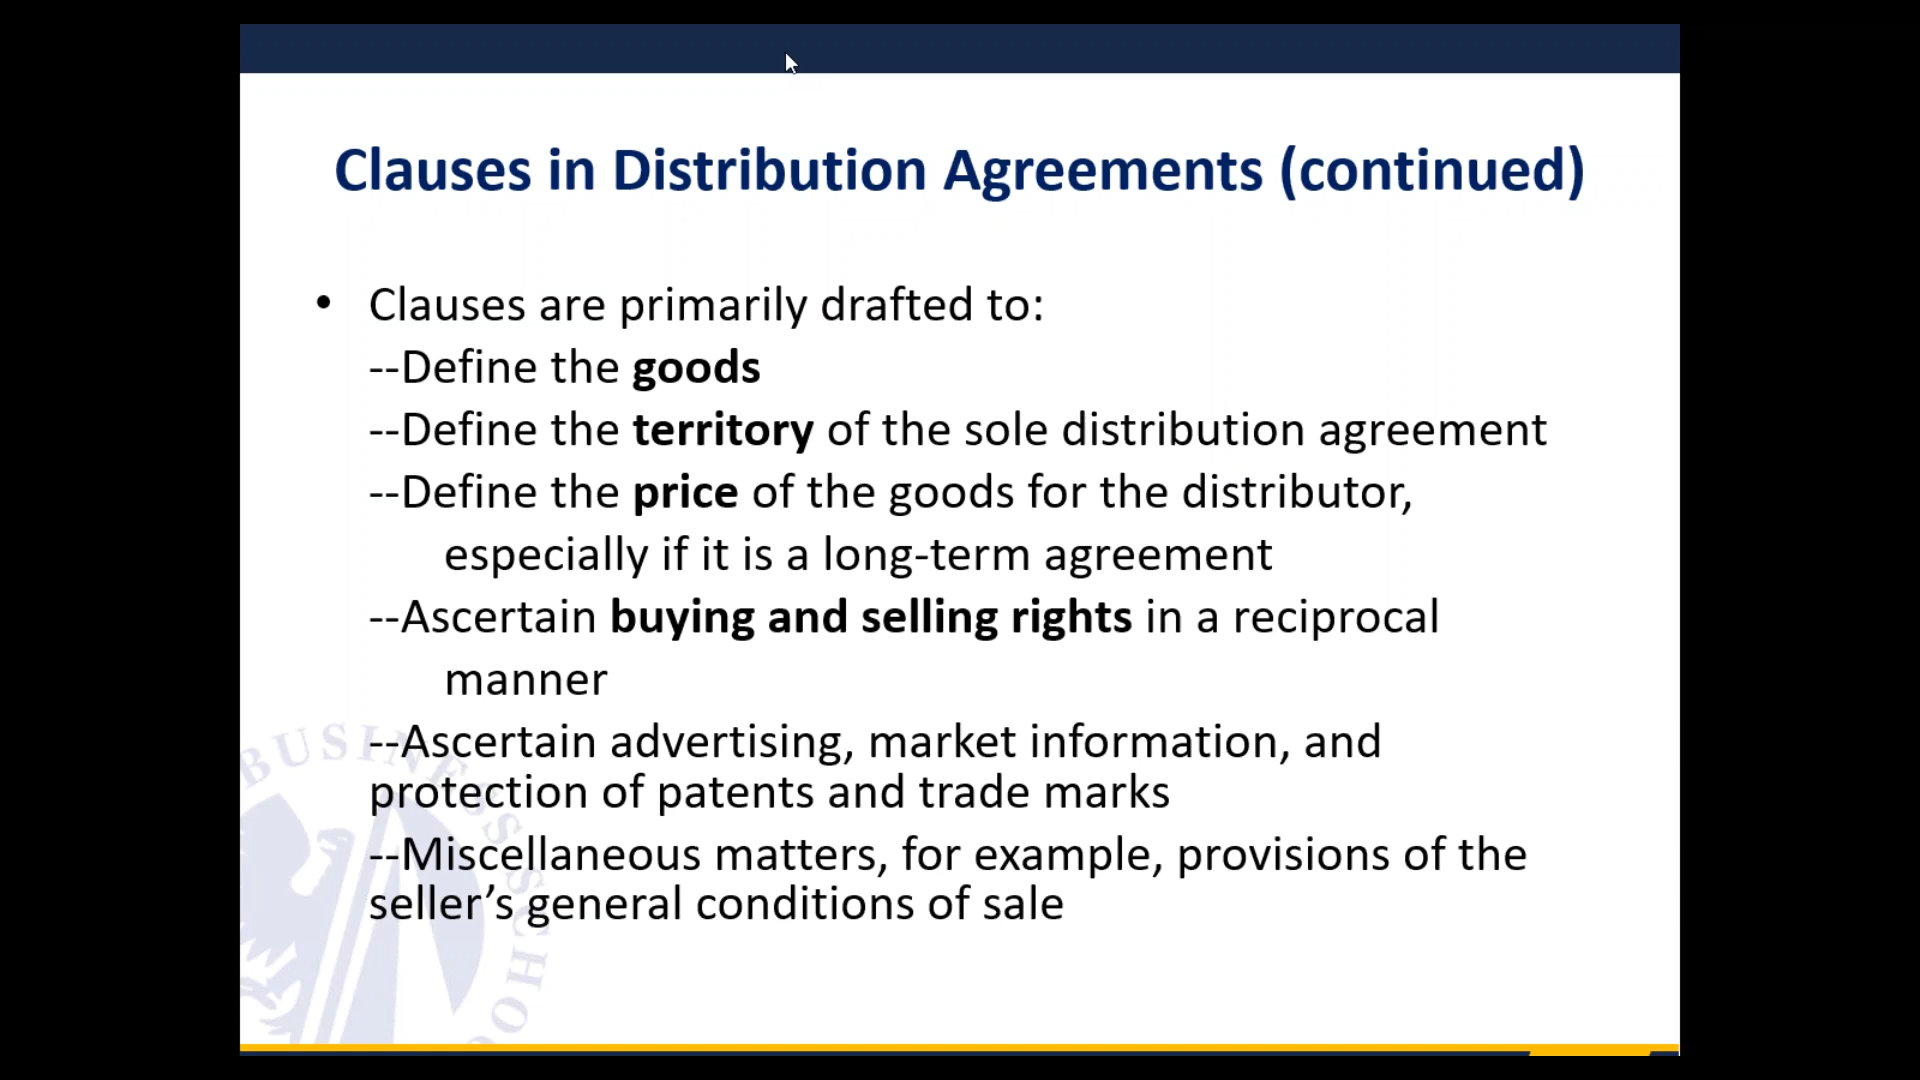 Clauses in Distribution Agreements (continued)
• Clauses are primarily drafted to:
--Define the goods
--Define the territory of the sole distribution agreement
--Define the price of the goods for the distributor,
especially if it is a long-term agreement
--Ascertain buying and selling rights in a reciprocal
manner
--Ascertain advertising, market information, and
protection of patents and trade marks
--Miscellaneous matters, for example, provisions of the
seller’s general conditions of sale
BUSINESS SCHOO